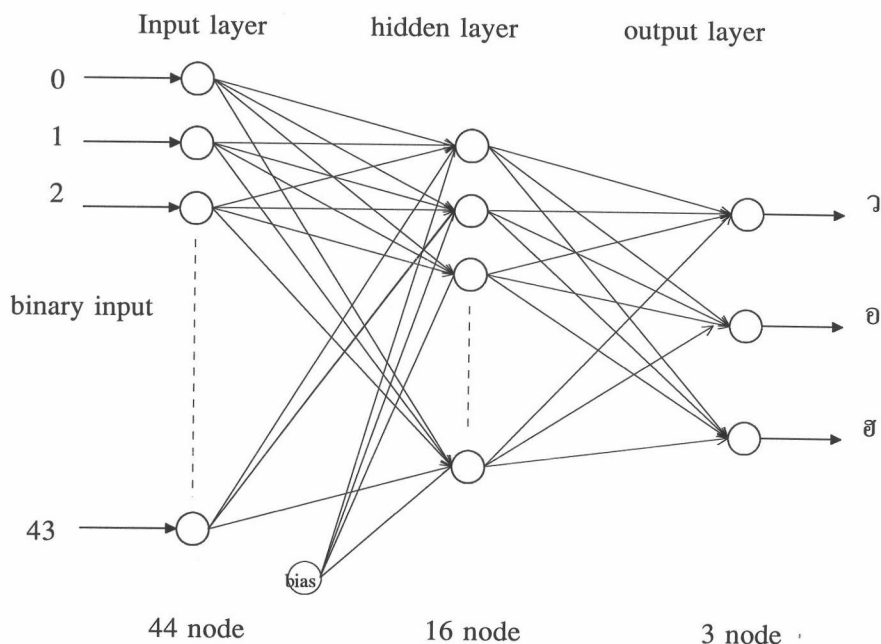 Input layer
hidden layer
output layer
0
1
2
binary input
43
bias
ว
อ
ฮ
44 node
16 node
3 node